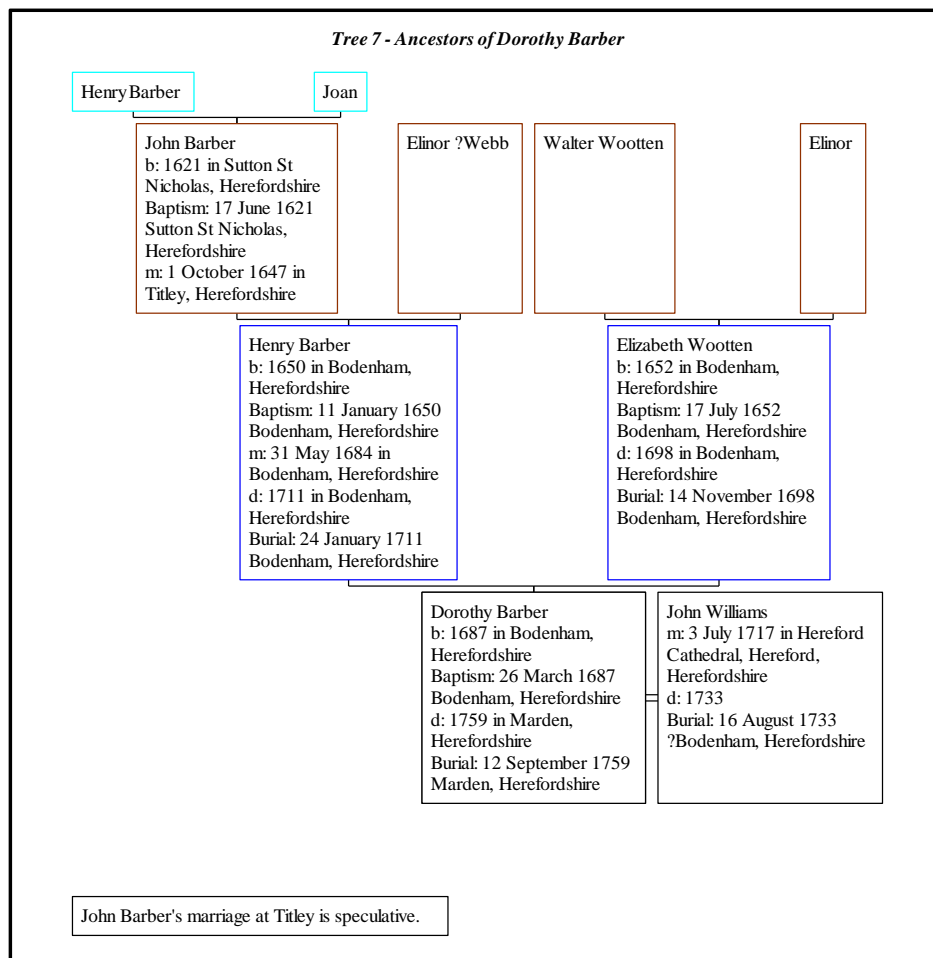 Tree 7 - Ancestors of Dorothy Barber
Henry Barber
Joan
John Barber
b: 1621 in Sutton St
Nicholas, Herefordshire
Baptism: 17 June 1621
Sutton St Nicholas,
Herefordshire
m: 1 October 1647 in
Titley, Herefordshire
Elinor ?Webb
Walter Wootten
Elinor
Henry Barber
b: 1650 in Bodenham,
Herefordshire
Baptism: 11 January 1650
Bodenham, Herefordshire
m: 31 May 1684 in
Bodenham, Herefordshire
d: 1711 in Bodenham,
Herefordshire
Burial: 24 January 1711
Bodenham, Herefordshire
Elizabeth Wootten
b: 1652 in Bodenham,
Herefordshire
Baptism: 17 July 1652
Bodenham, Herefordshire
d: 1698 in Bodenham,
Herefordshire
Burial: 14 November 1698
Bodenham, Herefordshire
Dorothy Barber
b: 1687 in Bodenham,
Herefordshire
Baptism: 26 March 1687
Bodenham, Herefordshire
d: 1759 in Marden,
Herefordshire
Burial: 12 September 1759
Marden, Herefordshire
John Williams
m: 3 July 1717 in Hereford
Cathedral, Hereford,
Herefordshire
d: 1733
Burial: 16 August 1733
?Bodenham, Herefordshire
John Barber's marriage at Titley is speculative.